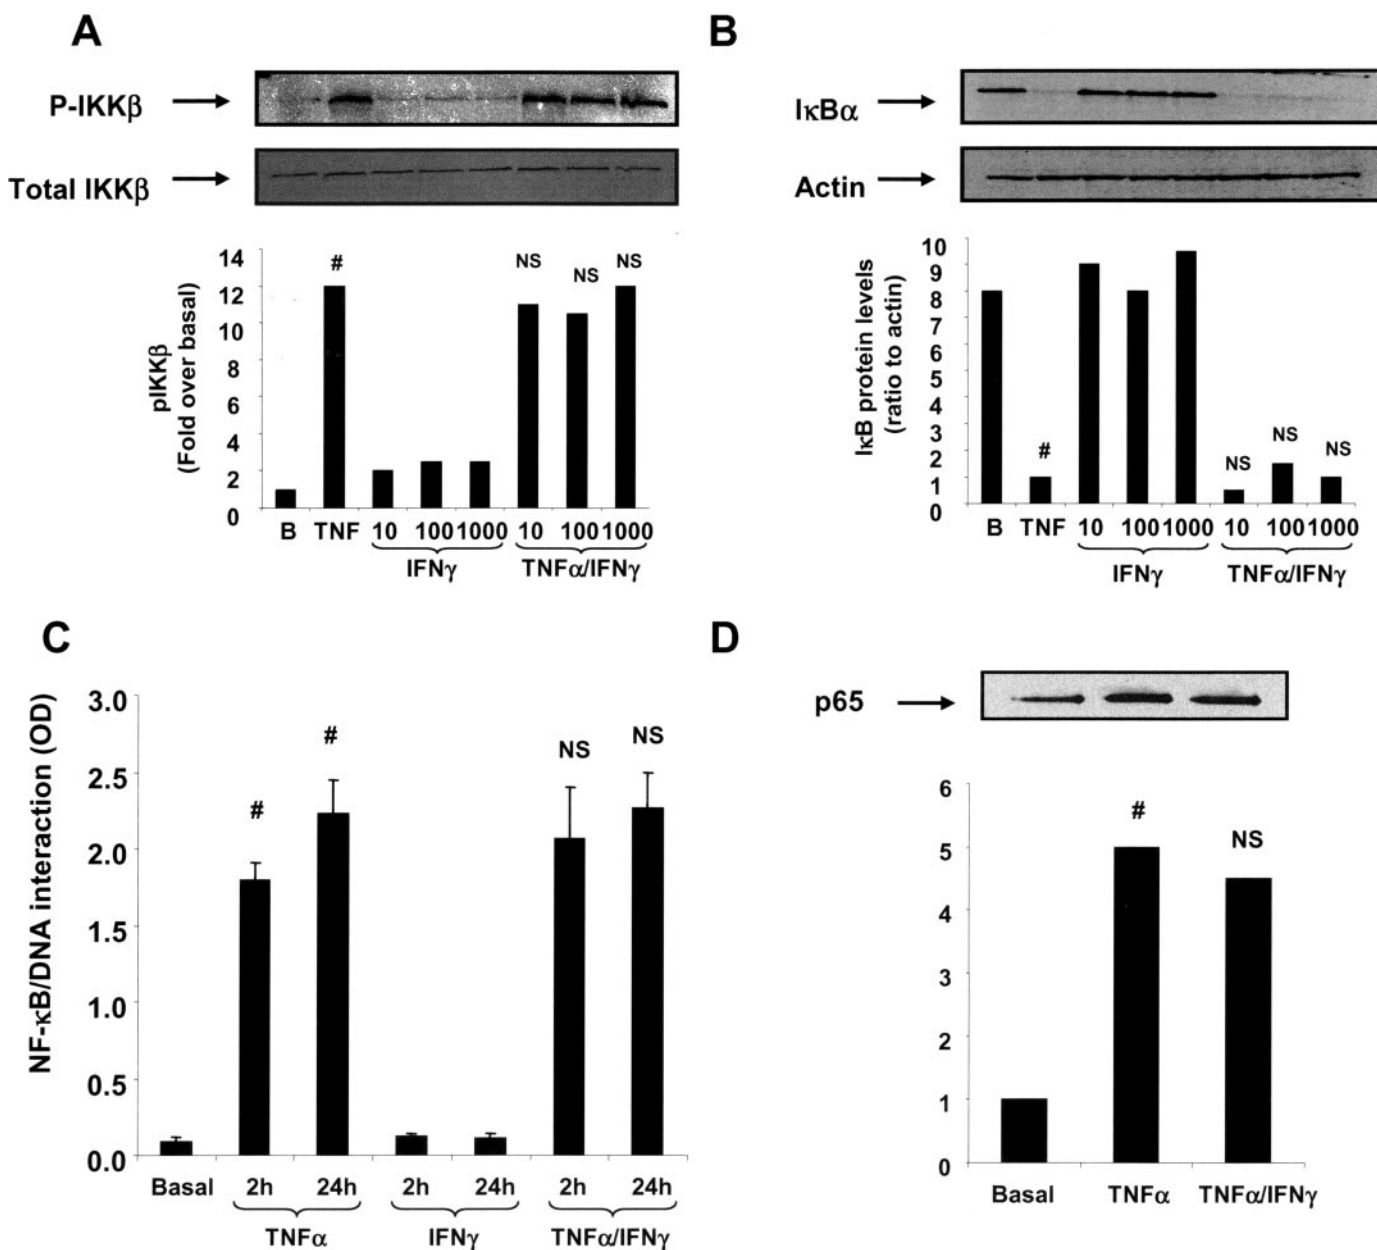 A
P-IKKβ
Total IKKβ
pIKKβ
(Fold over basal)
14
12
10
8
6
4
2
0
#
NS
NS
NS
B TNF 10 100 1000 10 100 1000
IFNγ TNFα/IFNγ
B
IκBα
Actin
IκB protein levels
(ratio to actin)
10
9
8
7
6
5
4
3
2
1
0
#
NS
NS
NS
B TNF 10 100 1000 10 100 1000
IFNγ TNFα/IFNγ
C
NF-κB/DNA interaction (OD)
3.0
2.5
2.0
1.5
1.0
0.5
0.0
#
#
NS
NS
Basal 2h 24h 2h 24h 2h 24h
TNFα IFNγ TNFα/IFNγ
D
p65
6
5
4
3
2
1
0
#
NS
Basal TNFα TNFα/IFNγ